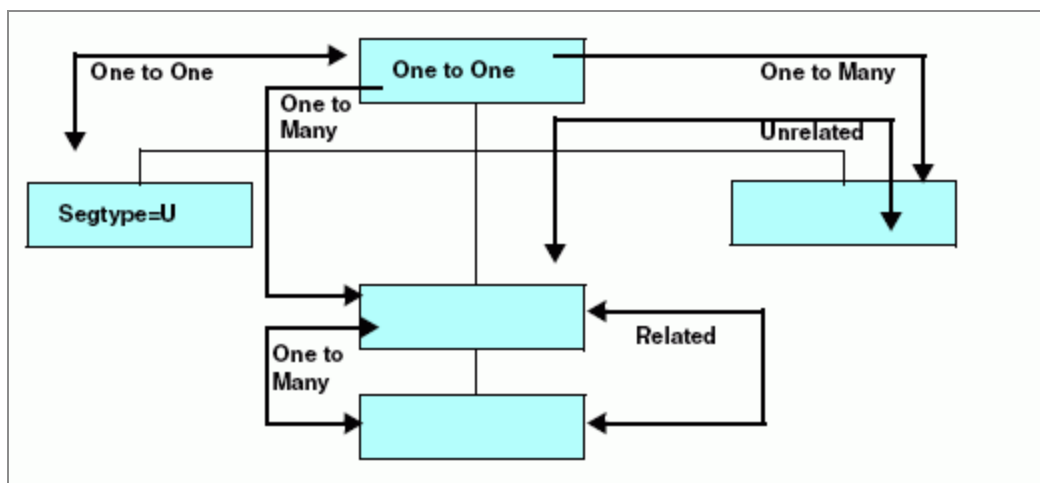 One to One
One to One
One to Many
One to
Many
Unrelated
Segtype=U
Related
One to
Many